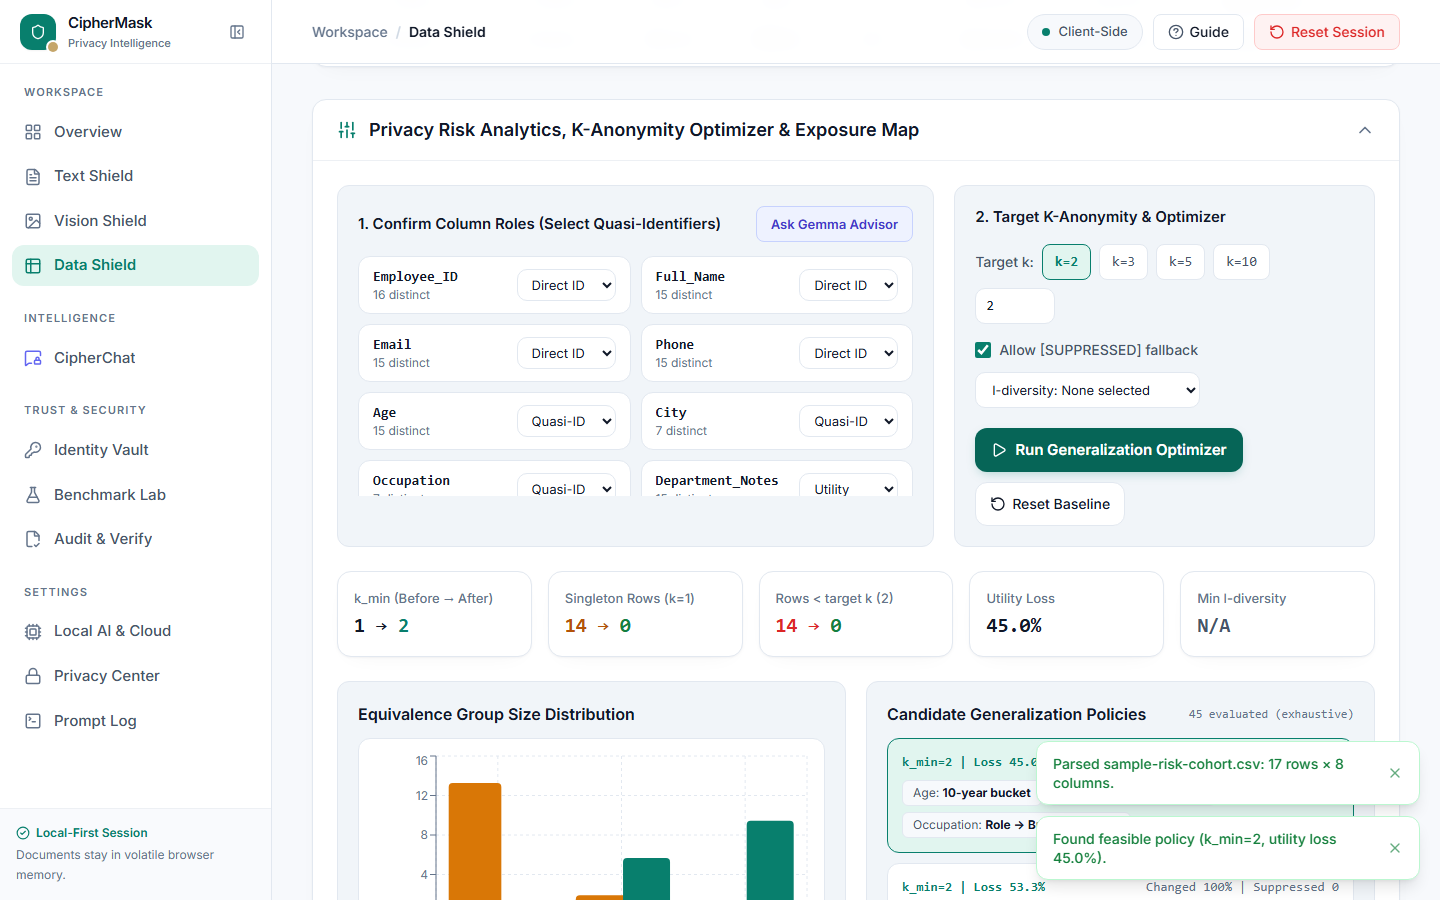 CipherMask
Privacy Intelligence
WORKSPACE
Overview
Text Shield
Vision Shield
Data Shield
INTELLIGENCE
CipherChat
TRUST & SECURITY
Identity Vault
Benchmark Lab
Audit & Verify
SETTINGS
Local AI & Cloud
Privacy Center
Prompt Log
Local-First Session
Documents stay in volatile browser
memory.
Workspace / Data Shield
Client-Side
Guide
Reset Session
Privacy Risk Analytics, K-Anonymity Optimizer & Exposure Map
1. Confirm Column Roles (Select Quasi-Identifiers)
Ask Gemma Advisor
Employee_ID
16 distinct
Direct ID
Full_Name
15 distinct
Direct ID
Email
15 distinct
Direct ID
Phone
15 distinct
Direct ID
Age
15 distinct
Quasi-ID
City
7 distinct
Quasi-ID
Occupation
Quasi-ID
Department_Notes
Utility
2. Target K-Anonymity & Optimizer
Target k:
k=2
k=3
k=5
k=10
2
Allow [SUPPRESSED] fallback
l-diversity: None selected
Run Generalization Optimizer
Reset Baseline
k_min (Before → After)
1 → 2
Singleton Rows (k=1)
14 → 0
Rows < target k (2)
14 → 0
Utility Loss
45.0%
Min l-diversity
N/A
Equivalence Group Size Distribution
16
12
8
4
Candidate Generalization Policies
45 evaluated (exhaustive)
k_min=2 | Loss 45.0
Age: 10-year bucket
Occupation: Role → B
k_min=2 | Loss 53.3%
Changed 100% | Suppressed 0
Parsed sample-risk-cohort.csv: 17 rows × 8
columns.
Found feasible policy (k_min=2, utility loss
45.0%).